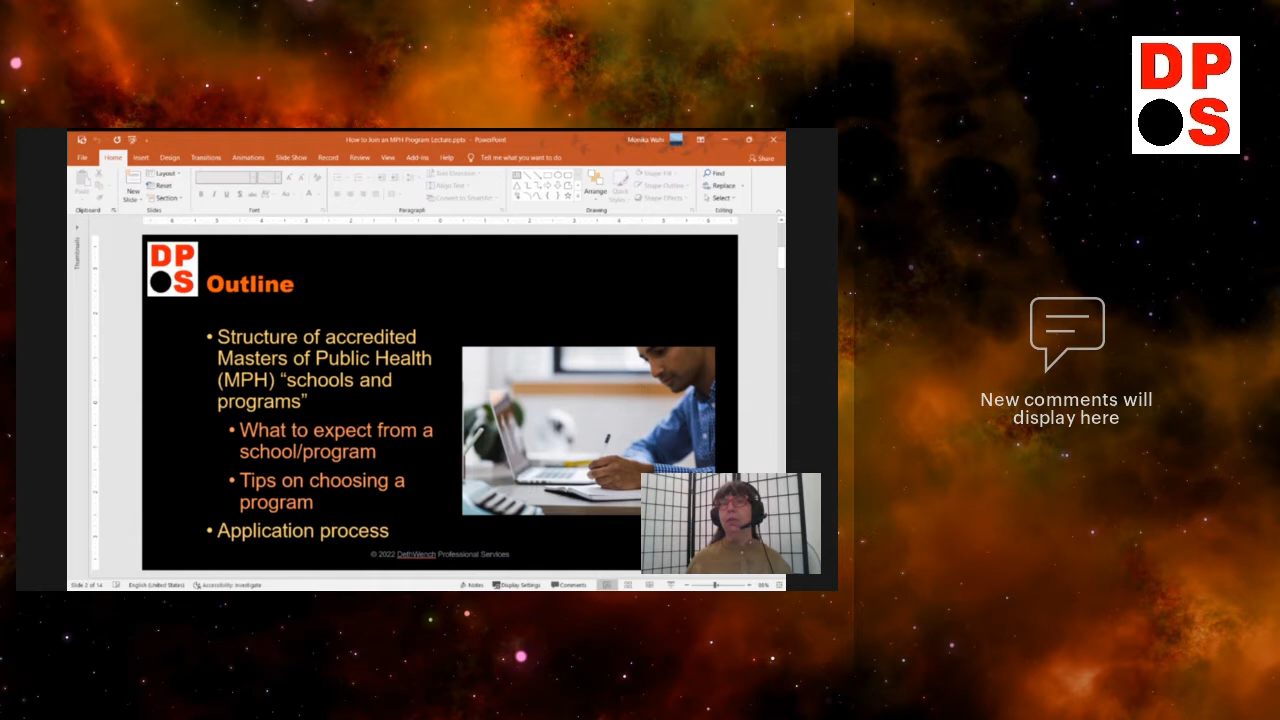 DP
S
How to Join an MPH Program Lecture.pptx - PowerPoint
Monika Wahi
File Home Insert Design Transitions Animations Slide Show Record Review View Add-ins Help Tell me what you want to do Share
Paste
New Slide
Layout
Reset
Section
Text Direction
Align Text
Convert to SmartArt
Arrange
Quick Styles
Shape Fill
Shape Outline
Shape Effects
Find
Replace
Select
Clipboard Slides Font Paragraph Drawing Editing
Thumbnails
DP
S
Outline
• Structure of accredited
Masters of Public Health
(MPH) “schools and
programs”
• What to expect from a
school/program
• Tips on choosing a
program
• Application process
© 2022 DethWench Professional Services
Slide 2 of 14 English (United States) Accessibility: Investigate Notes Display Settings Comments 98%
New comments will
display here